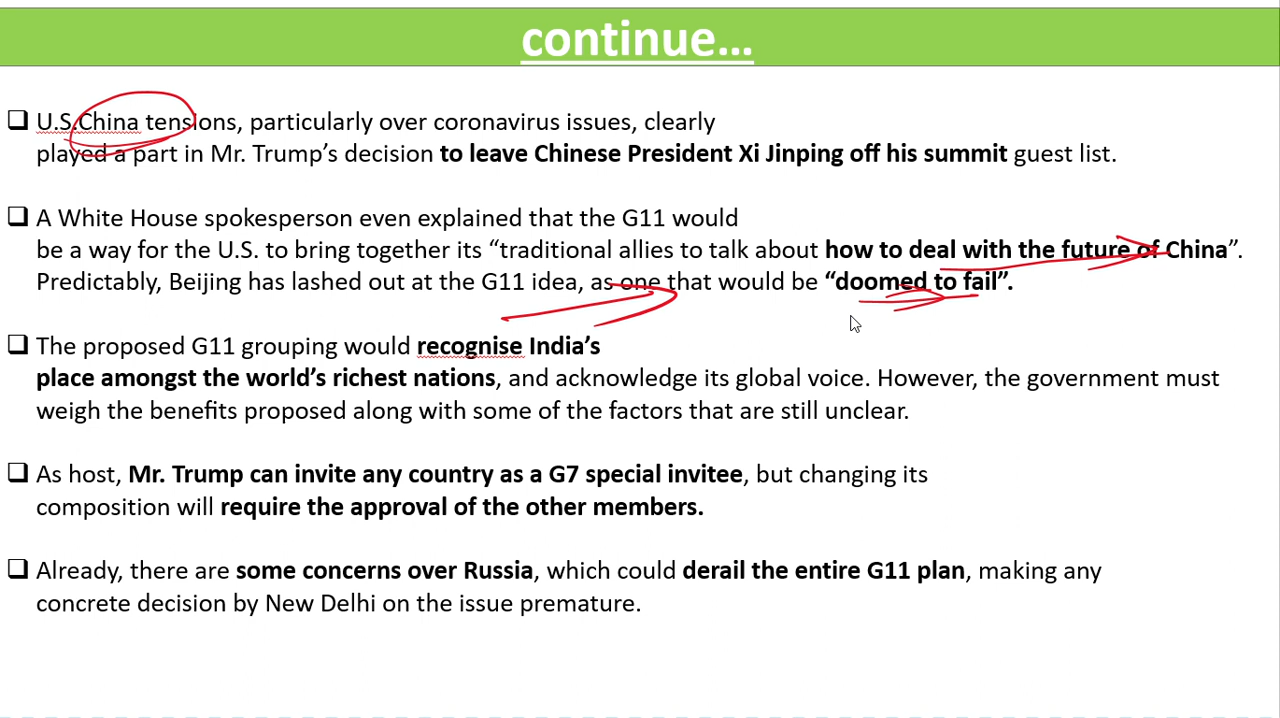 continue…
❑ U.S.China tensions, particularly over coronavirus issues, clearly
played a part in Mr. Trump’s decision to leave Chinese President Xi Jinping off his summit guest list.
❑ A White House spokesperson even explained that the G11 would
be a way for the U.S. to bring together its “traditional allies to talk about how to deal with the future of China”.
Predictably, Beijing has lashed out at the G11 idea, as one that would be “doomed to fail”.
❑ The proposed G11 grouping would recognise India’s
place amongst the world’s richest nations, and acknowledge its global voice. However, the government must
weigh the benefits proposed along with some of the factors that are still unclear.
❑ As host, Mr. Trump can invite any country as a G7 special invitee, but changing its
composition will require the approval of the other members.
❑ Already, there are some concerns over Russia, which could derail the entire G11 plan, making any
concrete decision by New Delhi on the issue premature.